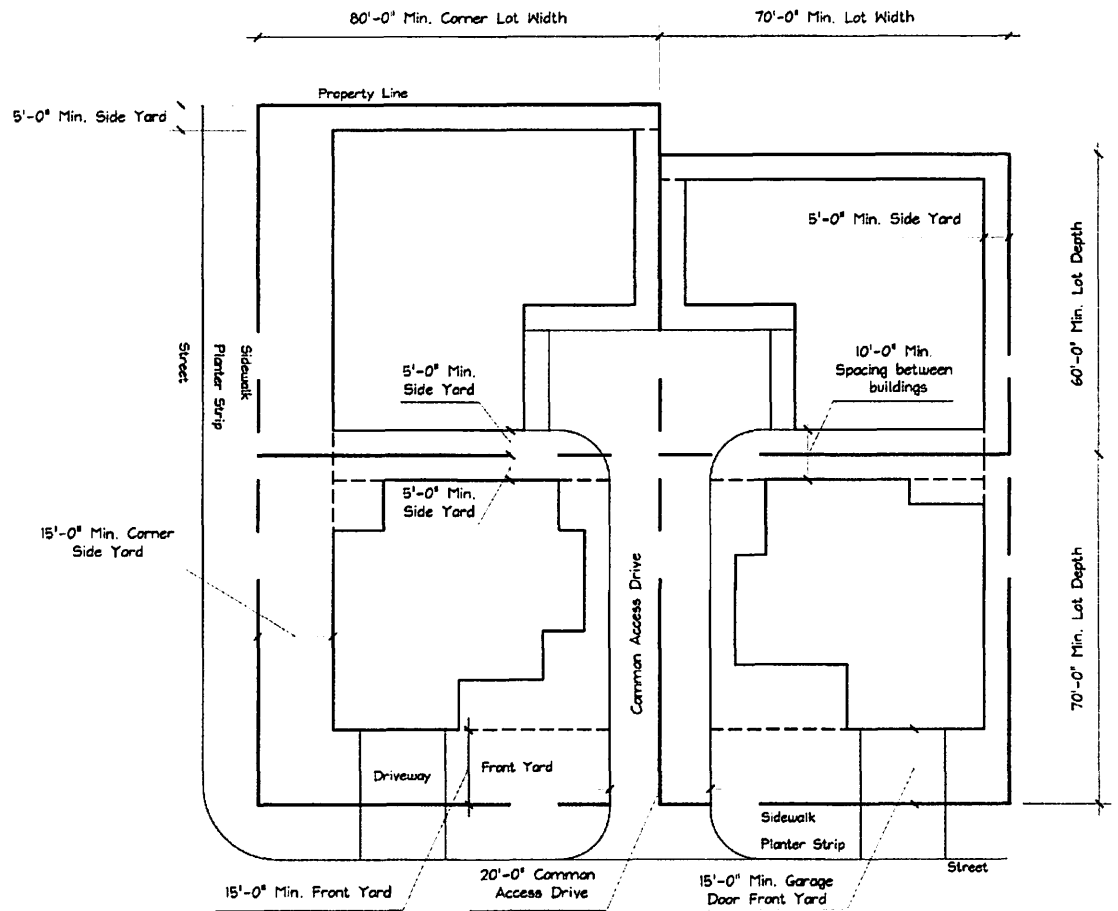 80'-0" Min. Corner Lot Width
70'-0" Min. Lot Width
Property Line
5'-0" Min. Side Yard
5'-0" Min. Side Yard
60'-0" Min. Lot Depth
Street
Planter Strip
Sidewalk
5'-0" Min.
Side Yard
10'-0" Min.
Spacing between
buildings
5'-0" Min.
Side Yard
15'-0" Min. Corner
Side Yard
Common Access Drive
70'-0" Min. Lot Depth
Driveway
Front Yard
Sidewalk
Planter Strip
Street
15'-0" Min. Front Yard
20'-0" Common
Access Drive
15'-0" Min. Garage
Door Front Yard